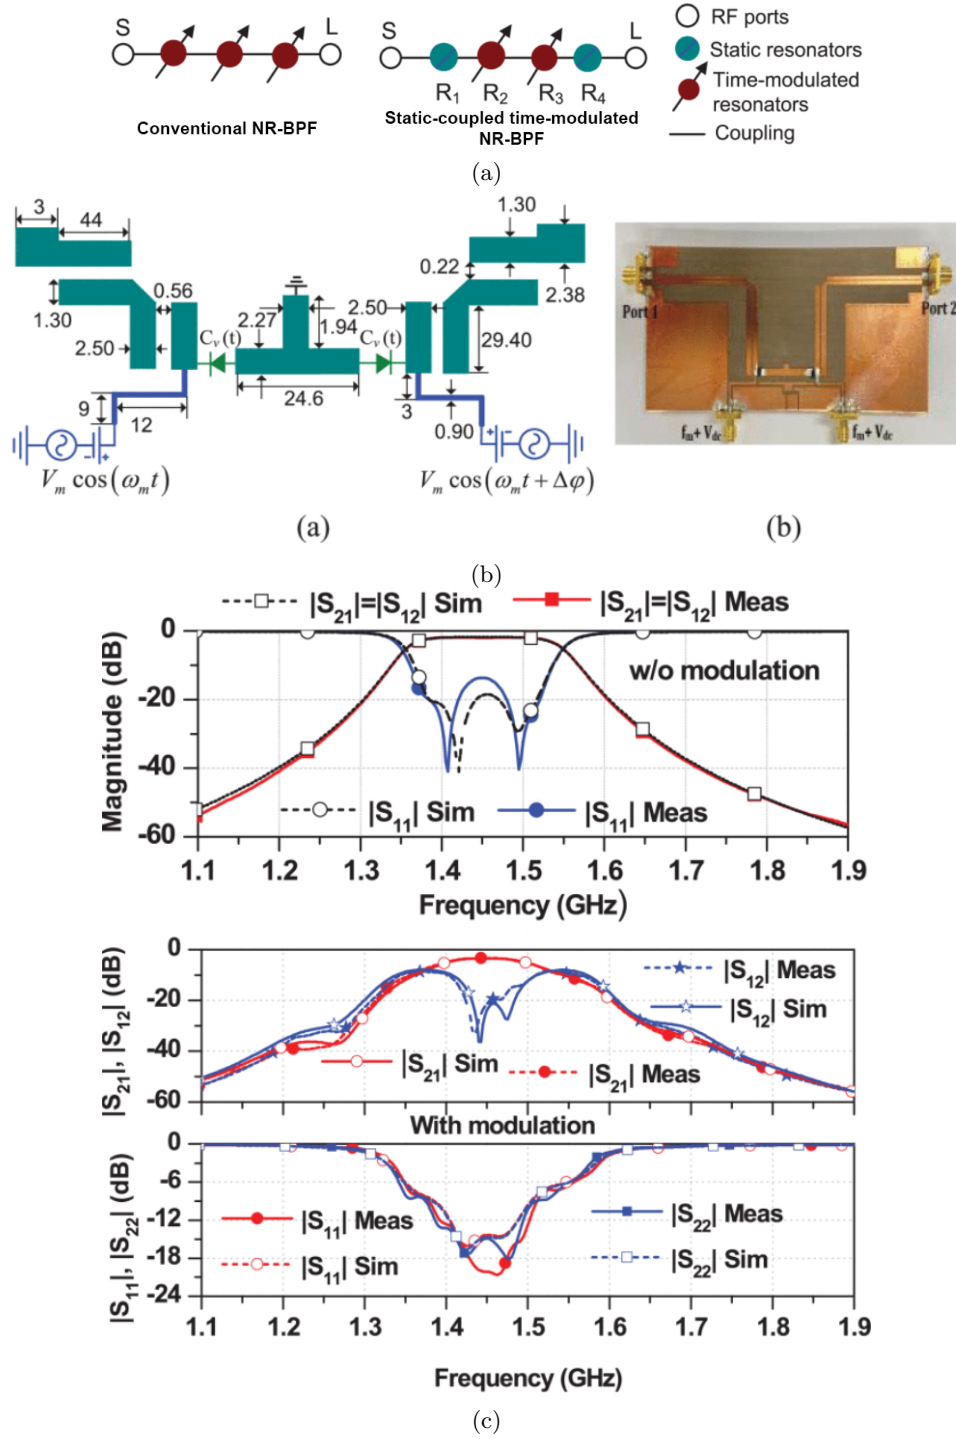 S L S L RF ports
Static resonators
R1 R2 R3 R4
Time-modulated
resonators
Conventional NR-BPF
Static-coupled time-modulated
NR-BPF
Coupling
(a)
3 44 1.30
0.56 0.22 2.38
1.30 2.50
2.27 1.94
Cv(t) Cv(t)
2.50 29.40
24.6
9 12 3 0.90
Vm cos(ωmt) Vm cos(ωmt + Δφ)
Port 1 Port 2
fm+ Vdc fm+ Vdc
(a) (b)
(b)
|S21|=|S12| Sim |S21|=|S12| Meas
w/o modulation
|S11| Sim |S11| Meas
Magnitude (dB)
0
-20
-40
-60
1.1 1.2 1.3 1.4 1.5 1.6 1.7 1.8 1.9
Frequency (GHz)
|S21|, |S12| (dB)
0
-20
-40
-60
|S12| Meas
|S12| Sim
|S21| Sim |S21| Meas
With modulation
|S11|, |S22| (dB)
0
-6
-12
-18
-24
|S11| Meas |S22| Meas
|S11| Sim |S22| Sim
1.1 1.2 1.3 1.4 1.5 1.6 1.7 1.8 1.9
Frequency (GHz)
(c)